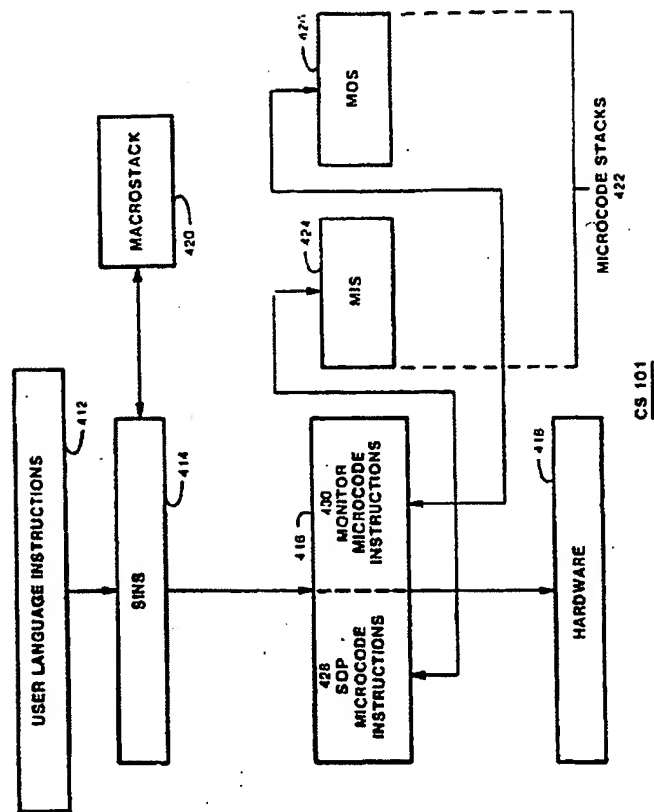 USER LANGUAGE INSTRUCTIONS
412
SINS
414
MACROSTACK
420
428
SOP
MICROCODE
INSTRUCTIONS
416
430
MONITOR
MICROCODE
INSTRUCTIONS
MIS
424
MOS
424
HARDWARE
418
MICROCODE STACKS
422
CS 101